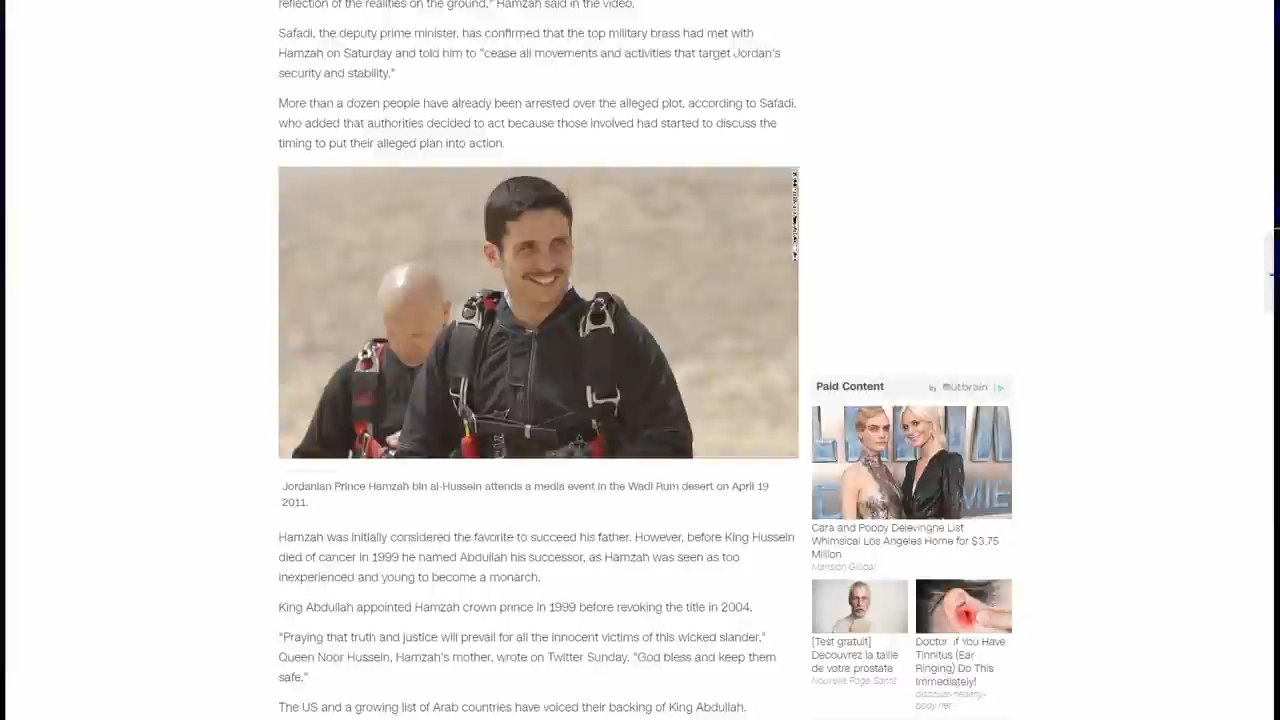 reflection of the realities on the ground," Hamzah said in the video.
Safadi, the deputy prime minister, has confirmed that the top military brass had met with
Hamzah on Saturday and told him to "cease all movements and activities that target Jordan's
security and stability."
More than a dozen people have already been arrested over the alleged plot, according to Safadi,
who added that authorities decided to act because those involved had started to discuss the
timing to put their alleged plan into action.
Jordanian Prince Hamzah bin al-Hussein attends a media event in the Wadi Rum desert on April 19
2011.
Hamzah was initially considered the favorite to succeed his father. However, before King Hussein
died of cancer in 1999 he named Abdullah his successor, as Hamzah was seen as too
inexperienced and young to become a monarch.
King Abdullah appointed Hamzah crown prince in 1999 before revoking the title in 2004.
"Praying that truth and justice will prevail for all the innocent victims of this wicked slander,"
Queen Noor Hussein, Hamzah's mother, wrote on Twitter Sunday. "God bless and keep them
safe."
The US and a growing list of Arab countries have voiced their backing of King Abdullah.
Paid Content
by Outbrain
Cara and Poppy Delevingne List
Whimsical Los Angeles Home for $3.75
Million
Mansion Global
[Test gratuit]
Découvrez la taille
de votre prostate
Nouvelle Page Santé
Doctor: If You Have
Tinnitus (Ear
Ringing) Do This
Immediately!
discover-healthy-
body.net